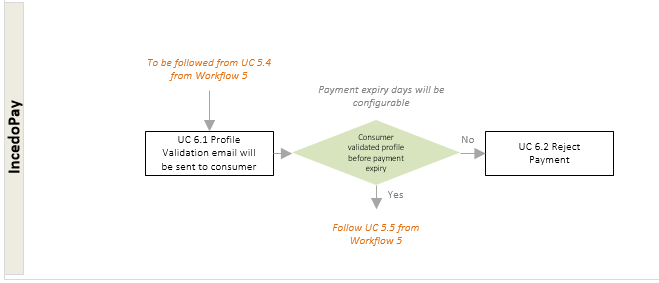 IncedoPay
To be followed from UC 5.4
from Workflow 5
Payment expiry days will be
configurable
UC 6.1 Profile
Validation email will
be sent to consumer
Consumer
validated profile
before payment
expiry
No
UC 6.2 Reject
Payment
Yes
Follow UC 5.5 from
Workflow 5